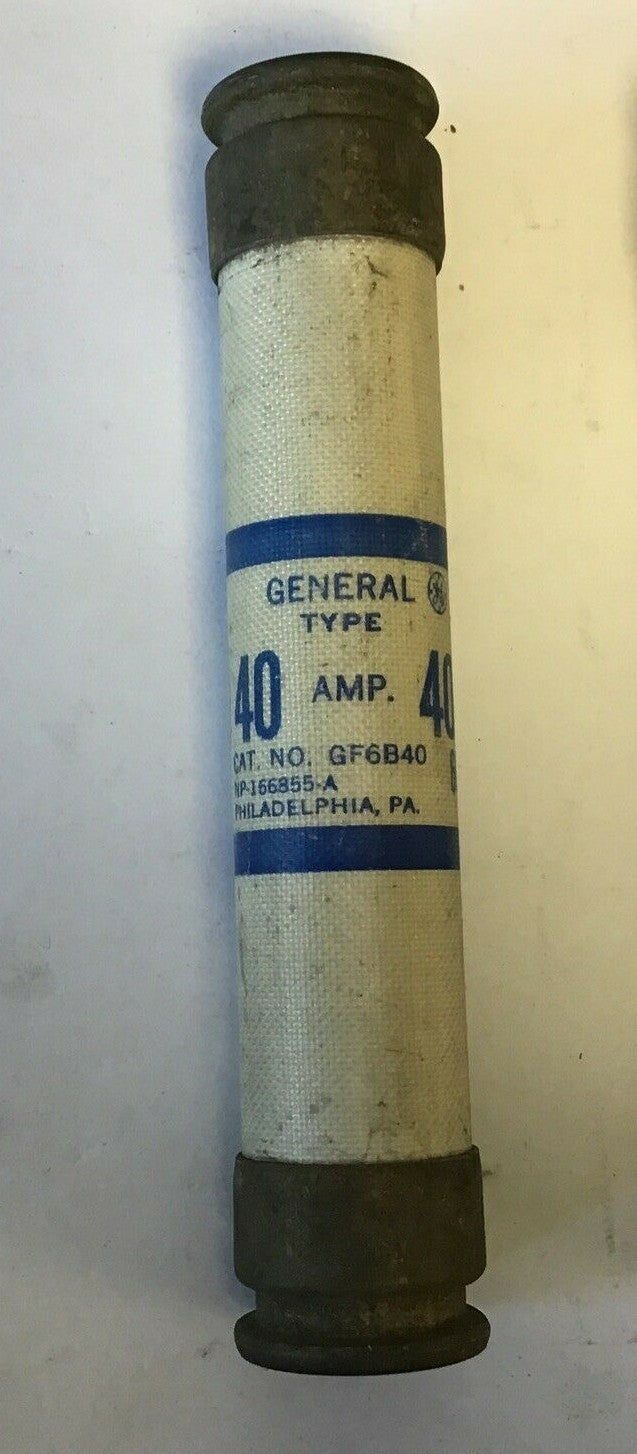 GENERAL
TYPE
40 AMP. 40
CAT. NO. GF6B40
NP-166855-A
PHILADELPHIA, PA.